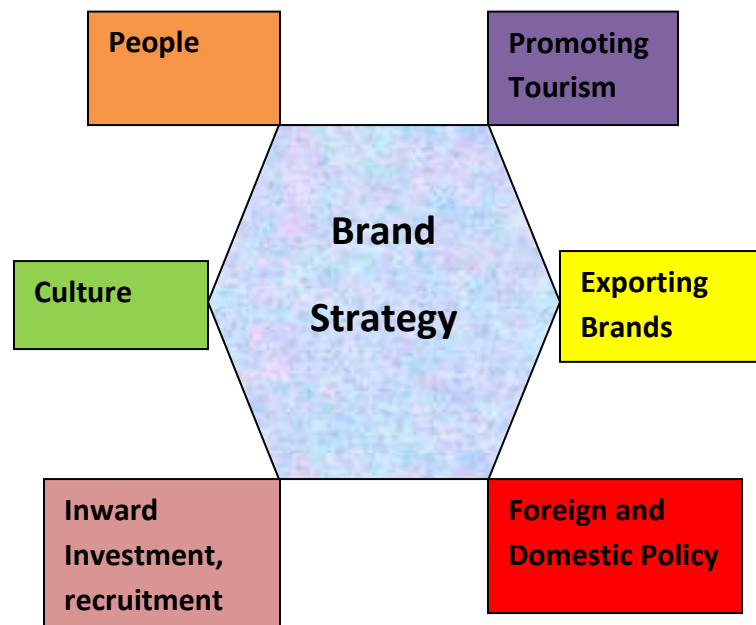 People
Promoting
Tourism
Brand
Strategy
Culture
Exporting
Brands
Inward
Investment,
recruitment
Foreign and
Domestic Policy